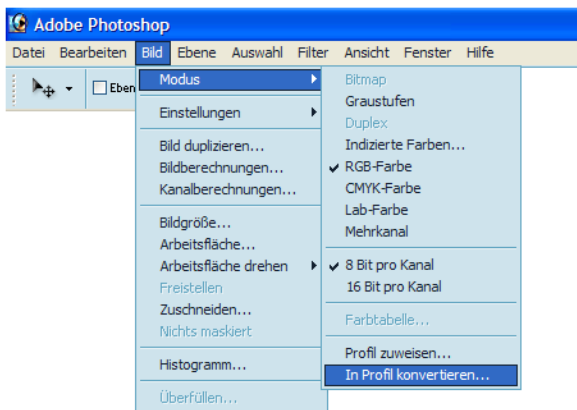 Adobe Photoshop
Datei Bearbeiten Bild Ebene Auswahl Filter Ansicht Fenster Hilfe
Eben
Modus
Einstellungen
Bild duplizieren...
Bildberechnungen...
Kanalberechnungen...
Bildgröße...
Arbeitsfläche...
Arbeitsfläche drehen
Freistellen
Zuschneiden...
Nichts maskiert
Histogramm...
Überfüllen...
Bitmap
Graustufen
Duplex
Indizierte Farben...
RGB-Farbe
CMYK-Farbe
Lab-Farbe
Mehrkanal
8 Bit pro Kanal
16 Bit pro Kanal
Farbtabelle...
Profil zuweisen...
In Profil konvertieren...